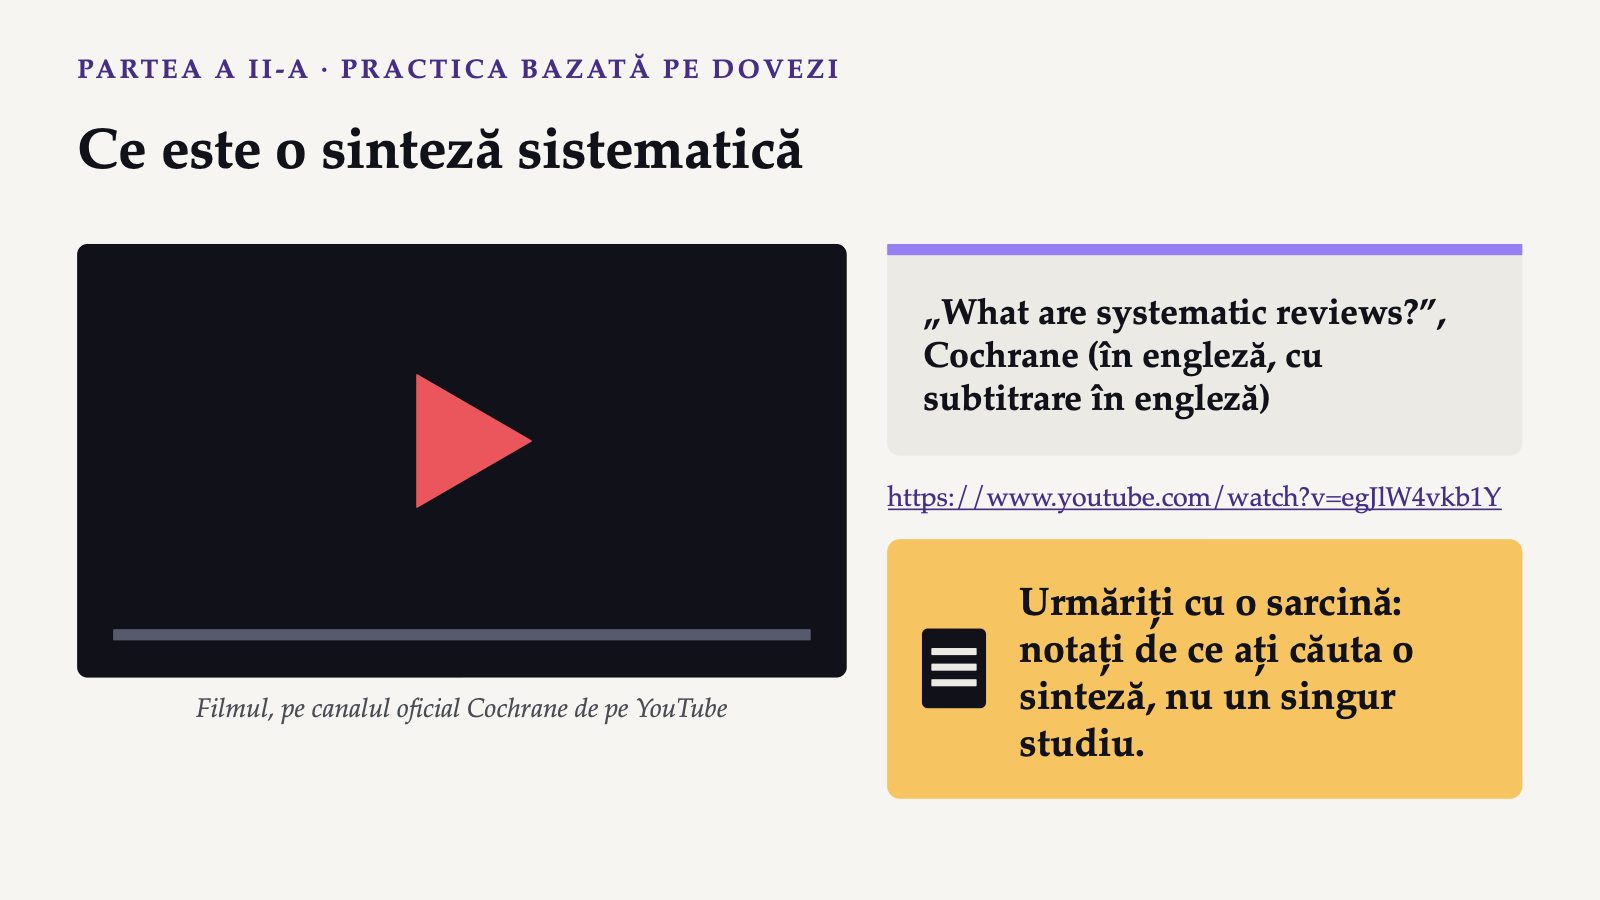 PARTEA A II-A · PRACTICA BAZATĂ PE DOVEZI
Ce este o sinteză sistematică
„What are systematic reviews?”,
Cochrane (în engleză, cu
subtitrare în engleză)
https://www.youtube.com/watch?v=egJlW4vkb1Y
Urmăriți cu o sarcină:
notați de ce ați căuta o
sinteză, nu un singur
studiu.
Filmul, pe canalul oficial Cochrane de pe YouTube